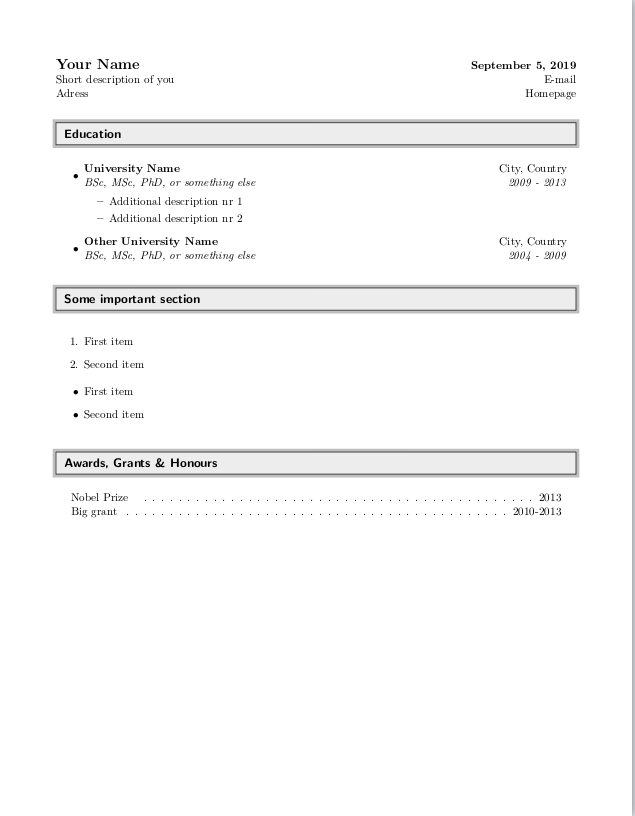 Your Name September 5, 2019
Short description of you E-mail
Adress Homepage
Education
• University Name City, Country
BSc, MSc, PhD, or something else 2009 - 2013
– Additional description nr 1
– Additional description nr 2
• Other University Name City, Country
BSc, MSc, PhD, or something else 2004 - 2009
Some important section
1. First item
2. Second item
• First item
• Second item
Awards, Grants & Honours
Nobel Prize . . . . . . . . . . . . . . . . . . . . . . . . . . . . . . . . . . . . . . . . . . . . . 2013
Big grant . . . . . . . . . . . . . . . . . . . . . . . . . . . . . . . . . . . . . . . . . . . . 2010-2013